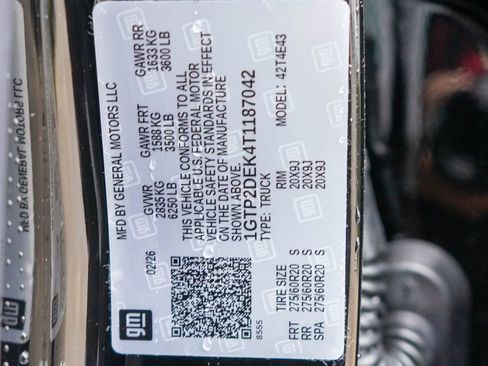 MFD BY GENERAL MOTORS LLC
02/26
GVWR GAWR FRT GAWR RR
2835 KG 1588 KG 1633 KG
6250 LB 3500 LB 3600 LB
THIS VEHICLE CONFORMS TO ALL
APPLICABLE U.S. FEDERAL MOTOR
VEHICLE SAFETY STANDARDS IN EFFECT
ON THE DATE OF MANUFACTURE
SHOWN ABOVE.
1GTP2DEK4T1187042
TYPE: TRUCK MODEL: 42T4E43
gm
8555
TIRE SIZE RIM
FRT 275/60R20 S 20X9J
RR 275/60R20 S 20X9J
SPA 275/60R20 S 20X9J